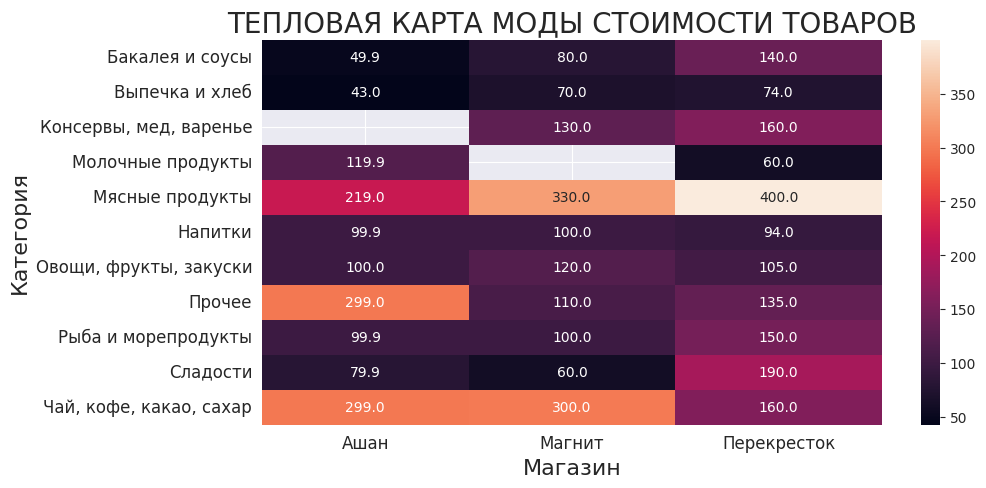 ТЕПЛОВАЯ КАРТА МОДЫ СТОИМОСТИ ТОВАРОВ
Категория
Бакалея и соусы 49.9 80.0 140.0
Выпечка и хлеб 43.0 70.0 74.0
Консервы, мед, варенье 130.0 160.0
Молочные продукты 119.9 60.0
Мясные продукты 219.0 330.0 400.0
Напитки 99.9 100.0 94.0
Овощи, фрукты, закуски 100.0 120.0 105.0
Прочее 299.0 110.0 135.0
Рыба и морепродукты 99.9 100.0 150.0
Сладости 79.9 60.0 190.0
Чай, кофе, какао, сахар 299.0 300.0 160.0
Ашан Магнит Перекресток
Магазин
350
300
250
200
150
100
50